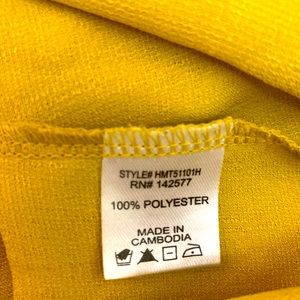 STYLE# HMT51101H
RN# 142577
100% POLYESTER
MADE IN
CAMBODIA